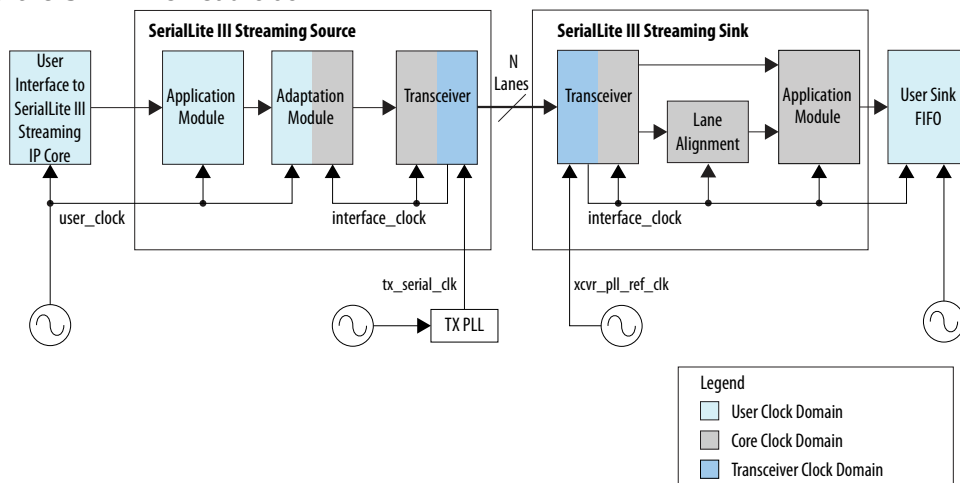 SerialLite III Streaming Source
SerialLite III Streaming Sink
User
Interface to
SerialLite III
Streaming
IP Core
Application
Module
Adaptation
Module
Transceiver
N
Lanes
Transceiver
Lane
Alignment
Application
Module
User Sink
FIFO
user_clock
interface_clock
interface_clock
tx_serial_clk
xcvr_pll_ref_clk
TX PLL
Legend
User Clock Domain
Core Clock Domain
Transceiver Clock Domain